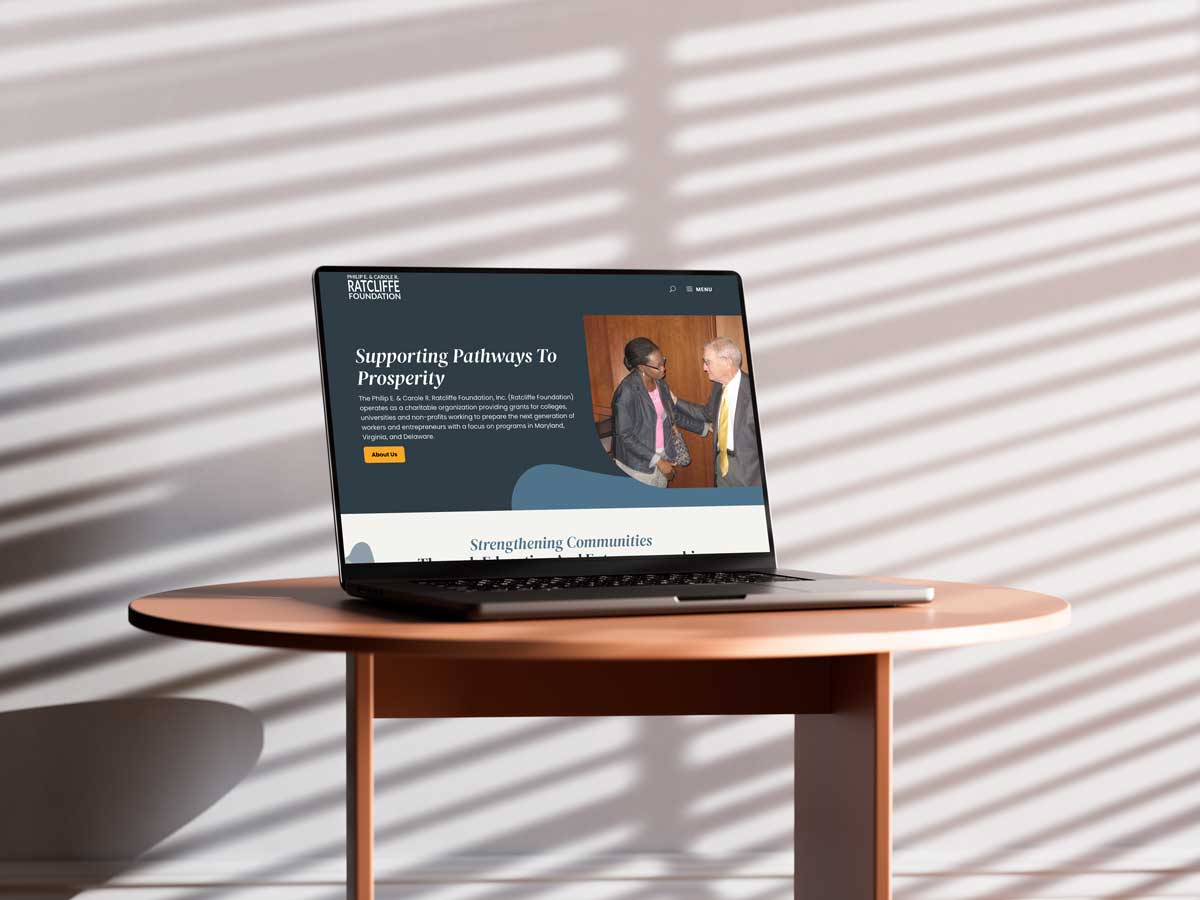 PHILIP E. & CAROLE R.
RATCLIFFE
FOUNDATION
MENU
Supporting Pathways To
Prosperity
The Philip E. & Carole R. Ratcliffe Foundation, Inc. (Ratcliffe Foundation)
operates as a charitable organization providing grants for colleges,
universities and non-profits working to prepare the next generation of
workers and entrepreneurs with a focus on programs in Maryland,
Virginia, and Delaware.
About Us
Strengthening Communities